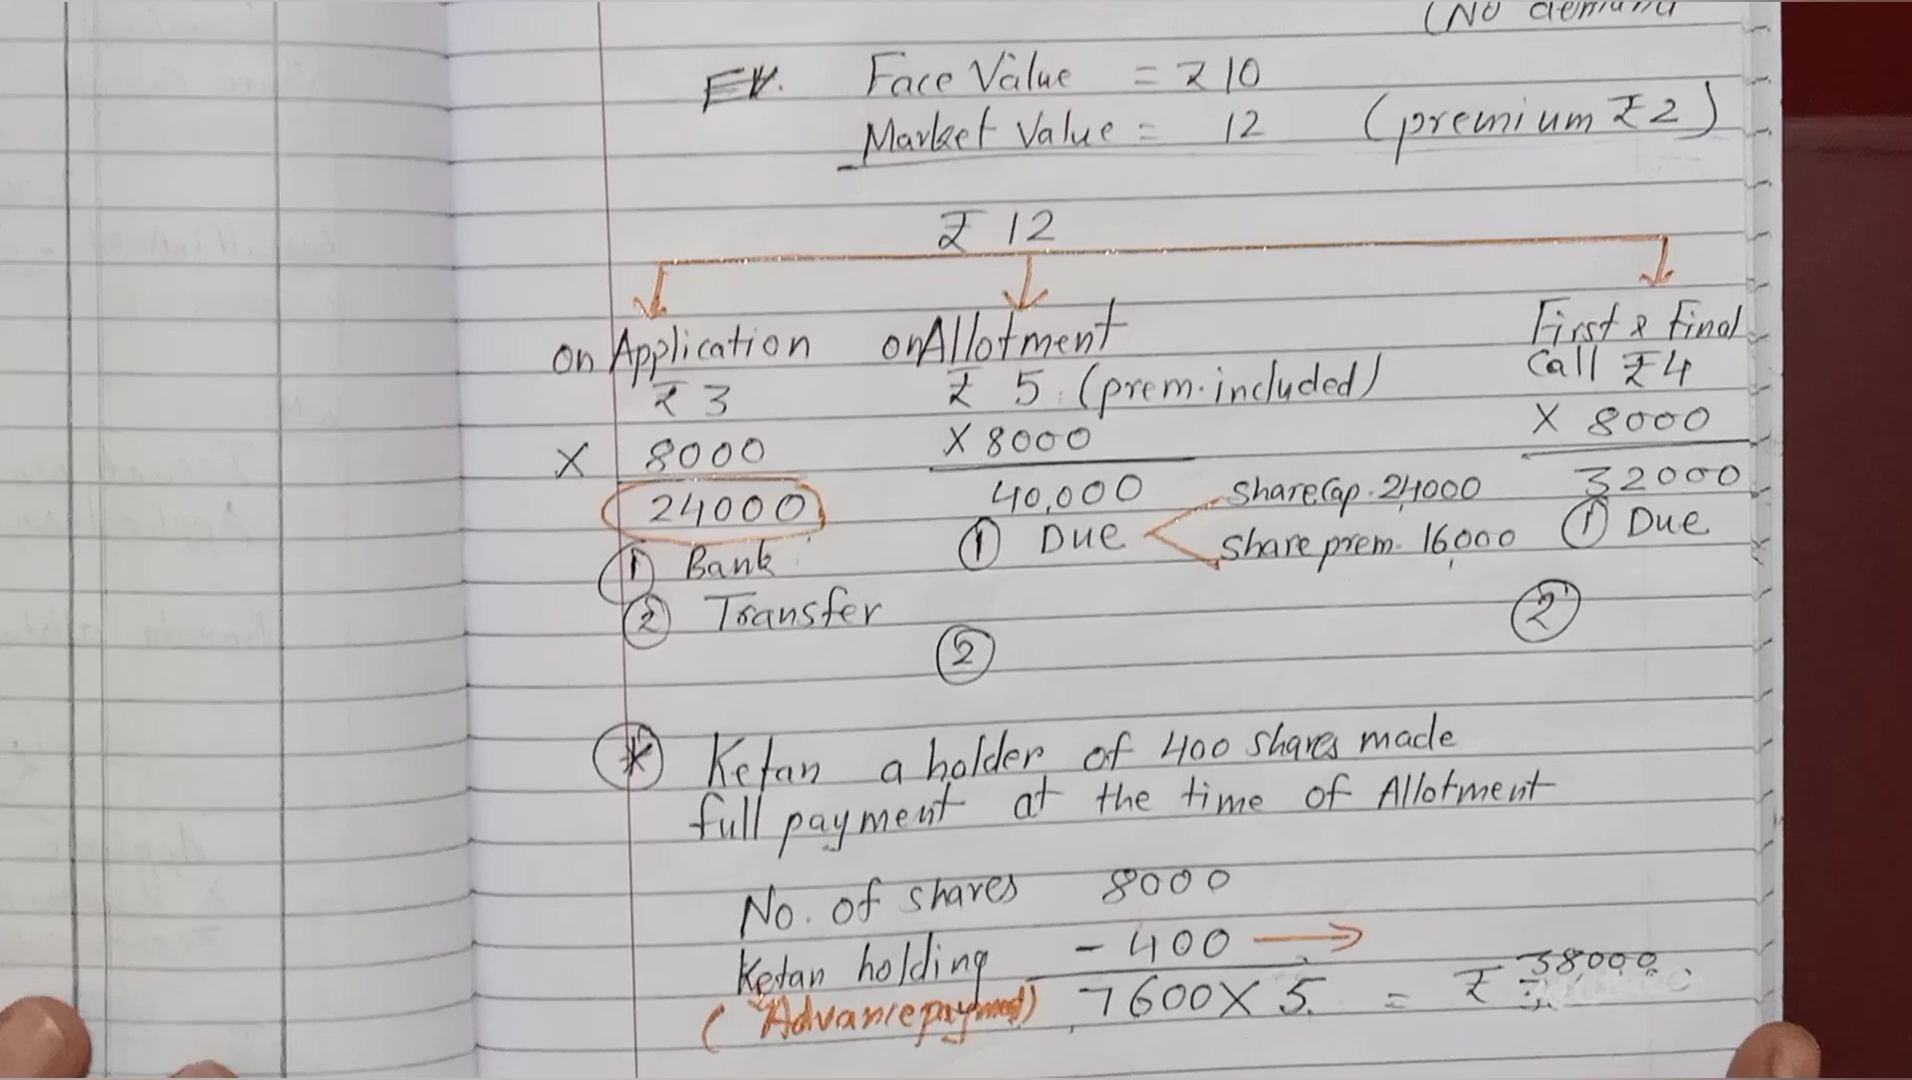 (No demand
Ex. Face Value = ₹ 10
Market Value = 12 (premium ₹ 2)
₹ 12
on Application on Allotment First & Final
₹ 3 ₹ 5 (prem. included) Call ₹ 4
X 8000 X 8000 X 8000
24000 40,000 Share Cap. 24000 32000
① Bank ① Due Share prem. 16,000 ① Due
② Transfer ② ②
* Ketan a holder of 400 shares made
full payment at the time of Allotment
No. of shares 8000
Ketan holding - 400
(Advance payment) 7600 X 5 = ₹ 38,000